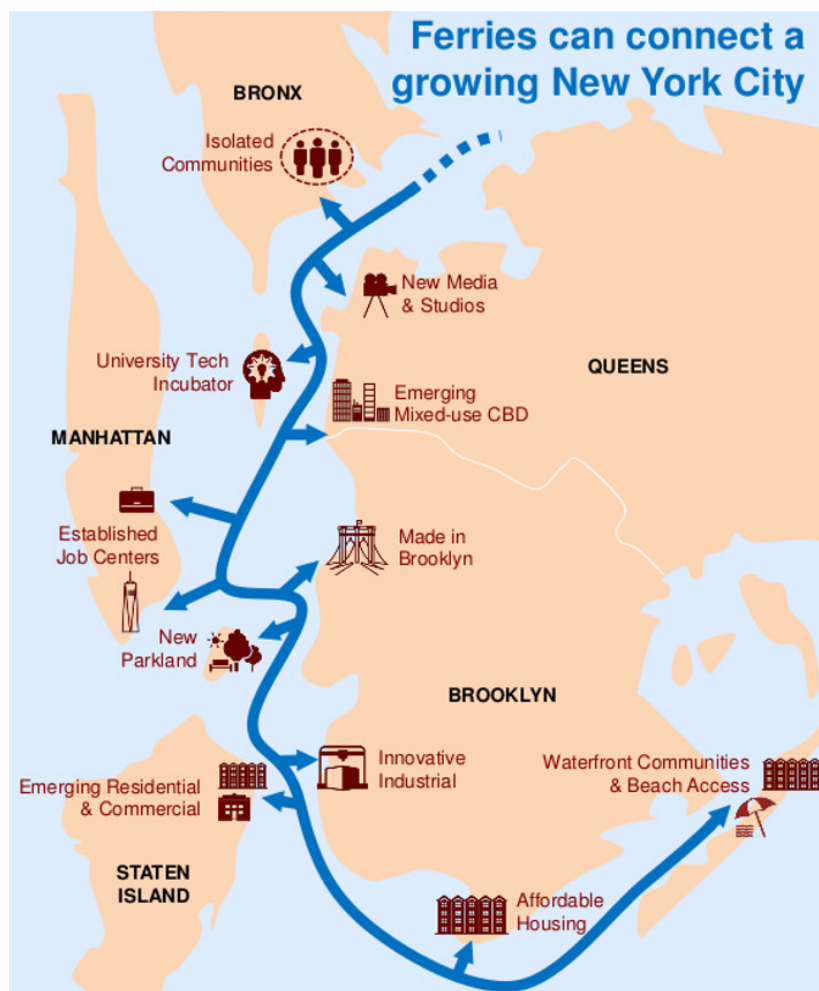 Ferries can connect a
growing New York City
BRONX
Isolated
Communities
New Media
& Studios
University Tech
Incubator
QUEENS
Emerging
Mixed-use CBD
MANHATTAN
Established
Job Centers
Made in
Brooklyn
New
Parkland
BROOKLYN
Innovative
Industrial
Waterfront Communities
& Beach Access
Emerging Residential
& Commercial
STATEN
ISLAND
Affordable
Housing